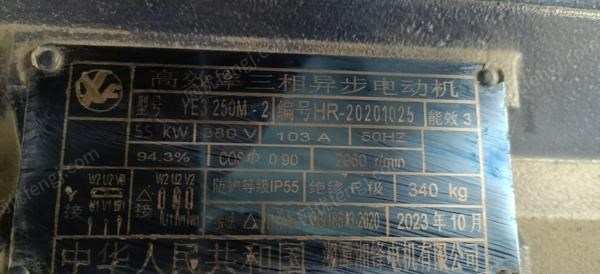 高效率三相异步电动机
型号 YE3 250M-2 编号 HR-20201025 能效 3
55 KW 380 V 103 A 50HZ
94.3% COSΦ 0.90 2960 r/min
Y接 W2 U2 V2 U1 V1 W1 △接 W2 U2 V2 U1 V1 W1 防护等级IP55 绝缘 F级 340 kg
2023 年 10 月
中华人民共和国